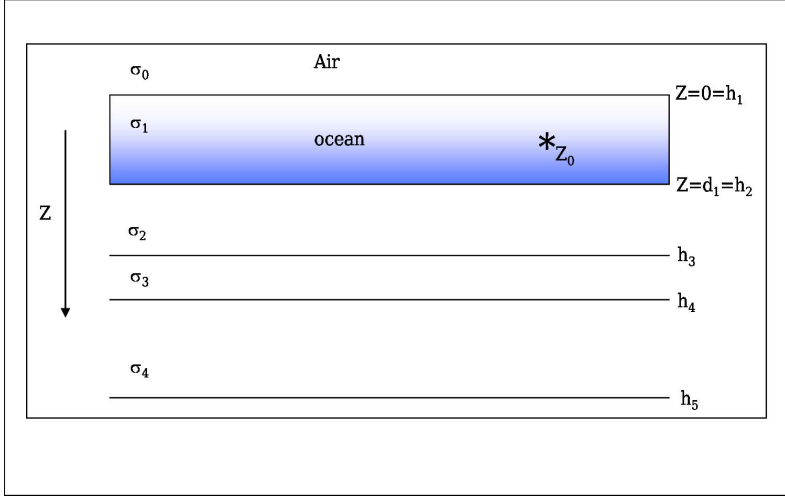 σ₀ Air
Z=0=h₁
σ₁
ocean *Z₀
Z=d₁=h₂
Z
σ₂
h₃
σ₃
h₄
σ₄
h₅